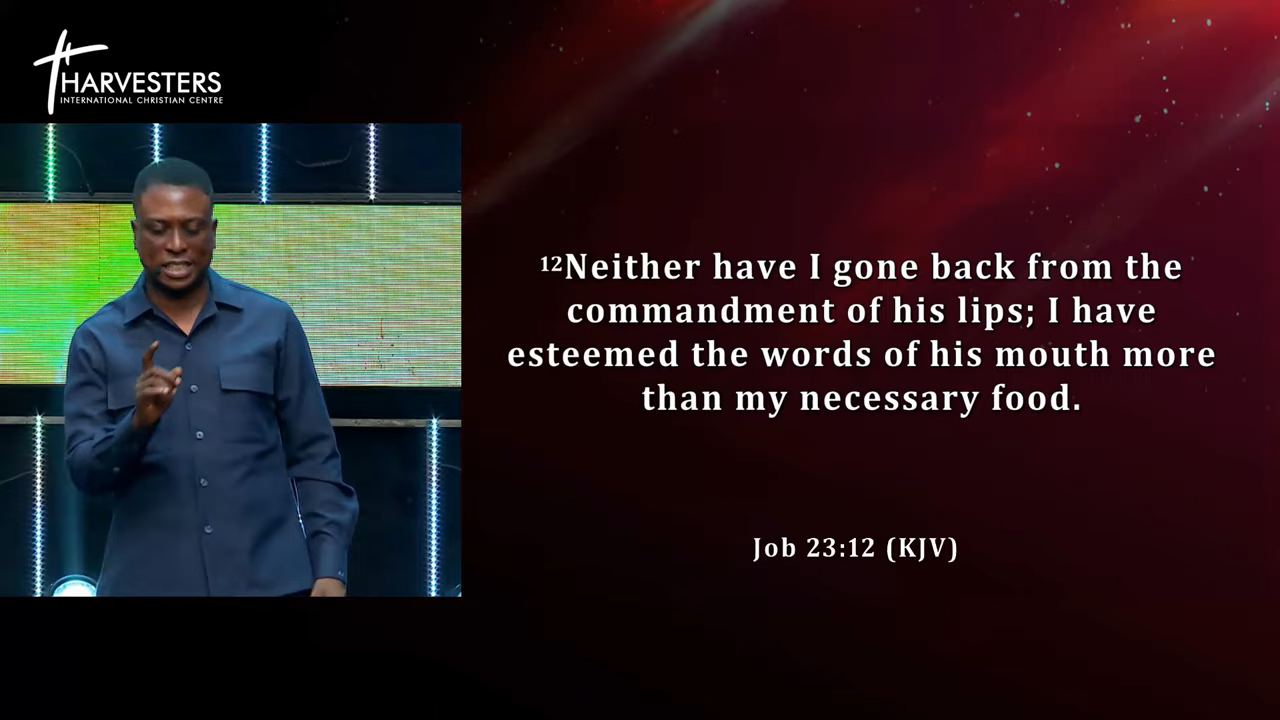 HARVESTERS
INTERNATIONAL CHRISTIAN CENTRE
¹²Neither have I gone back from the
commandment of his lips; I have
esteemed the words of his mouth more
than my necessary food.
Job 23:12 (KJV)